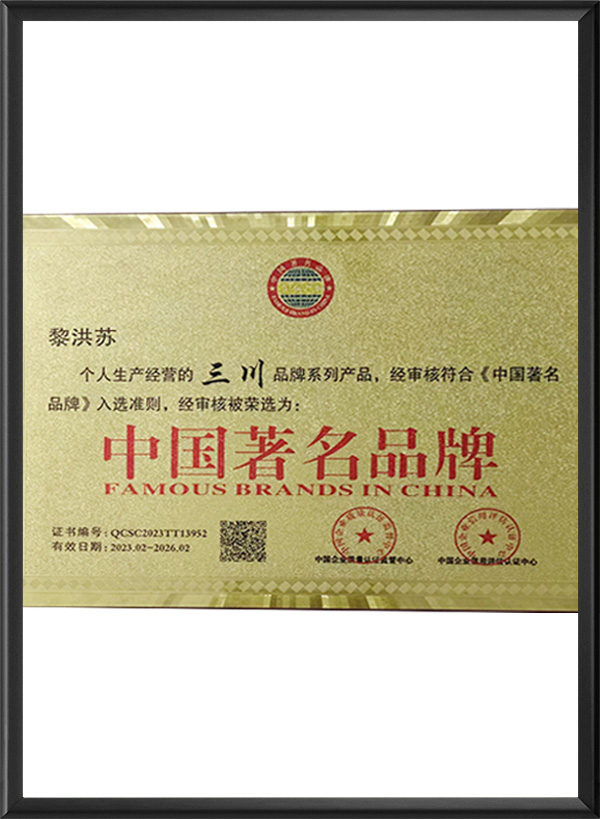 黎洪苏
个人生产经营的 三川 品牌系列产品，经审核符合《中国著名
品牌》入选准则，经审核被荣选为：
中国著名品牌
FAMOUS BRANDS IN CHINA
证书编号：QCSC2023TT13952
有效日期：2023.02-2026.02
中国企业质量认证监管中心
中国企业信用评估认证中心